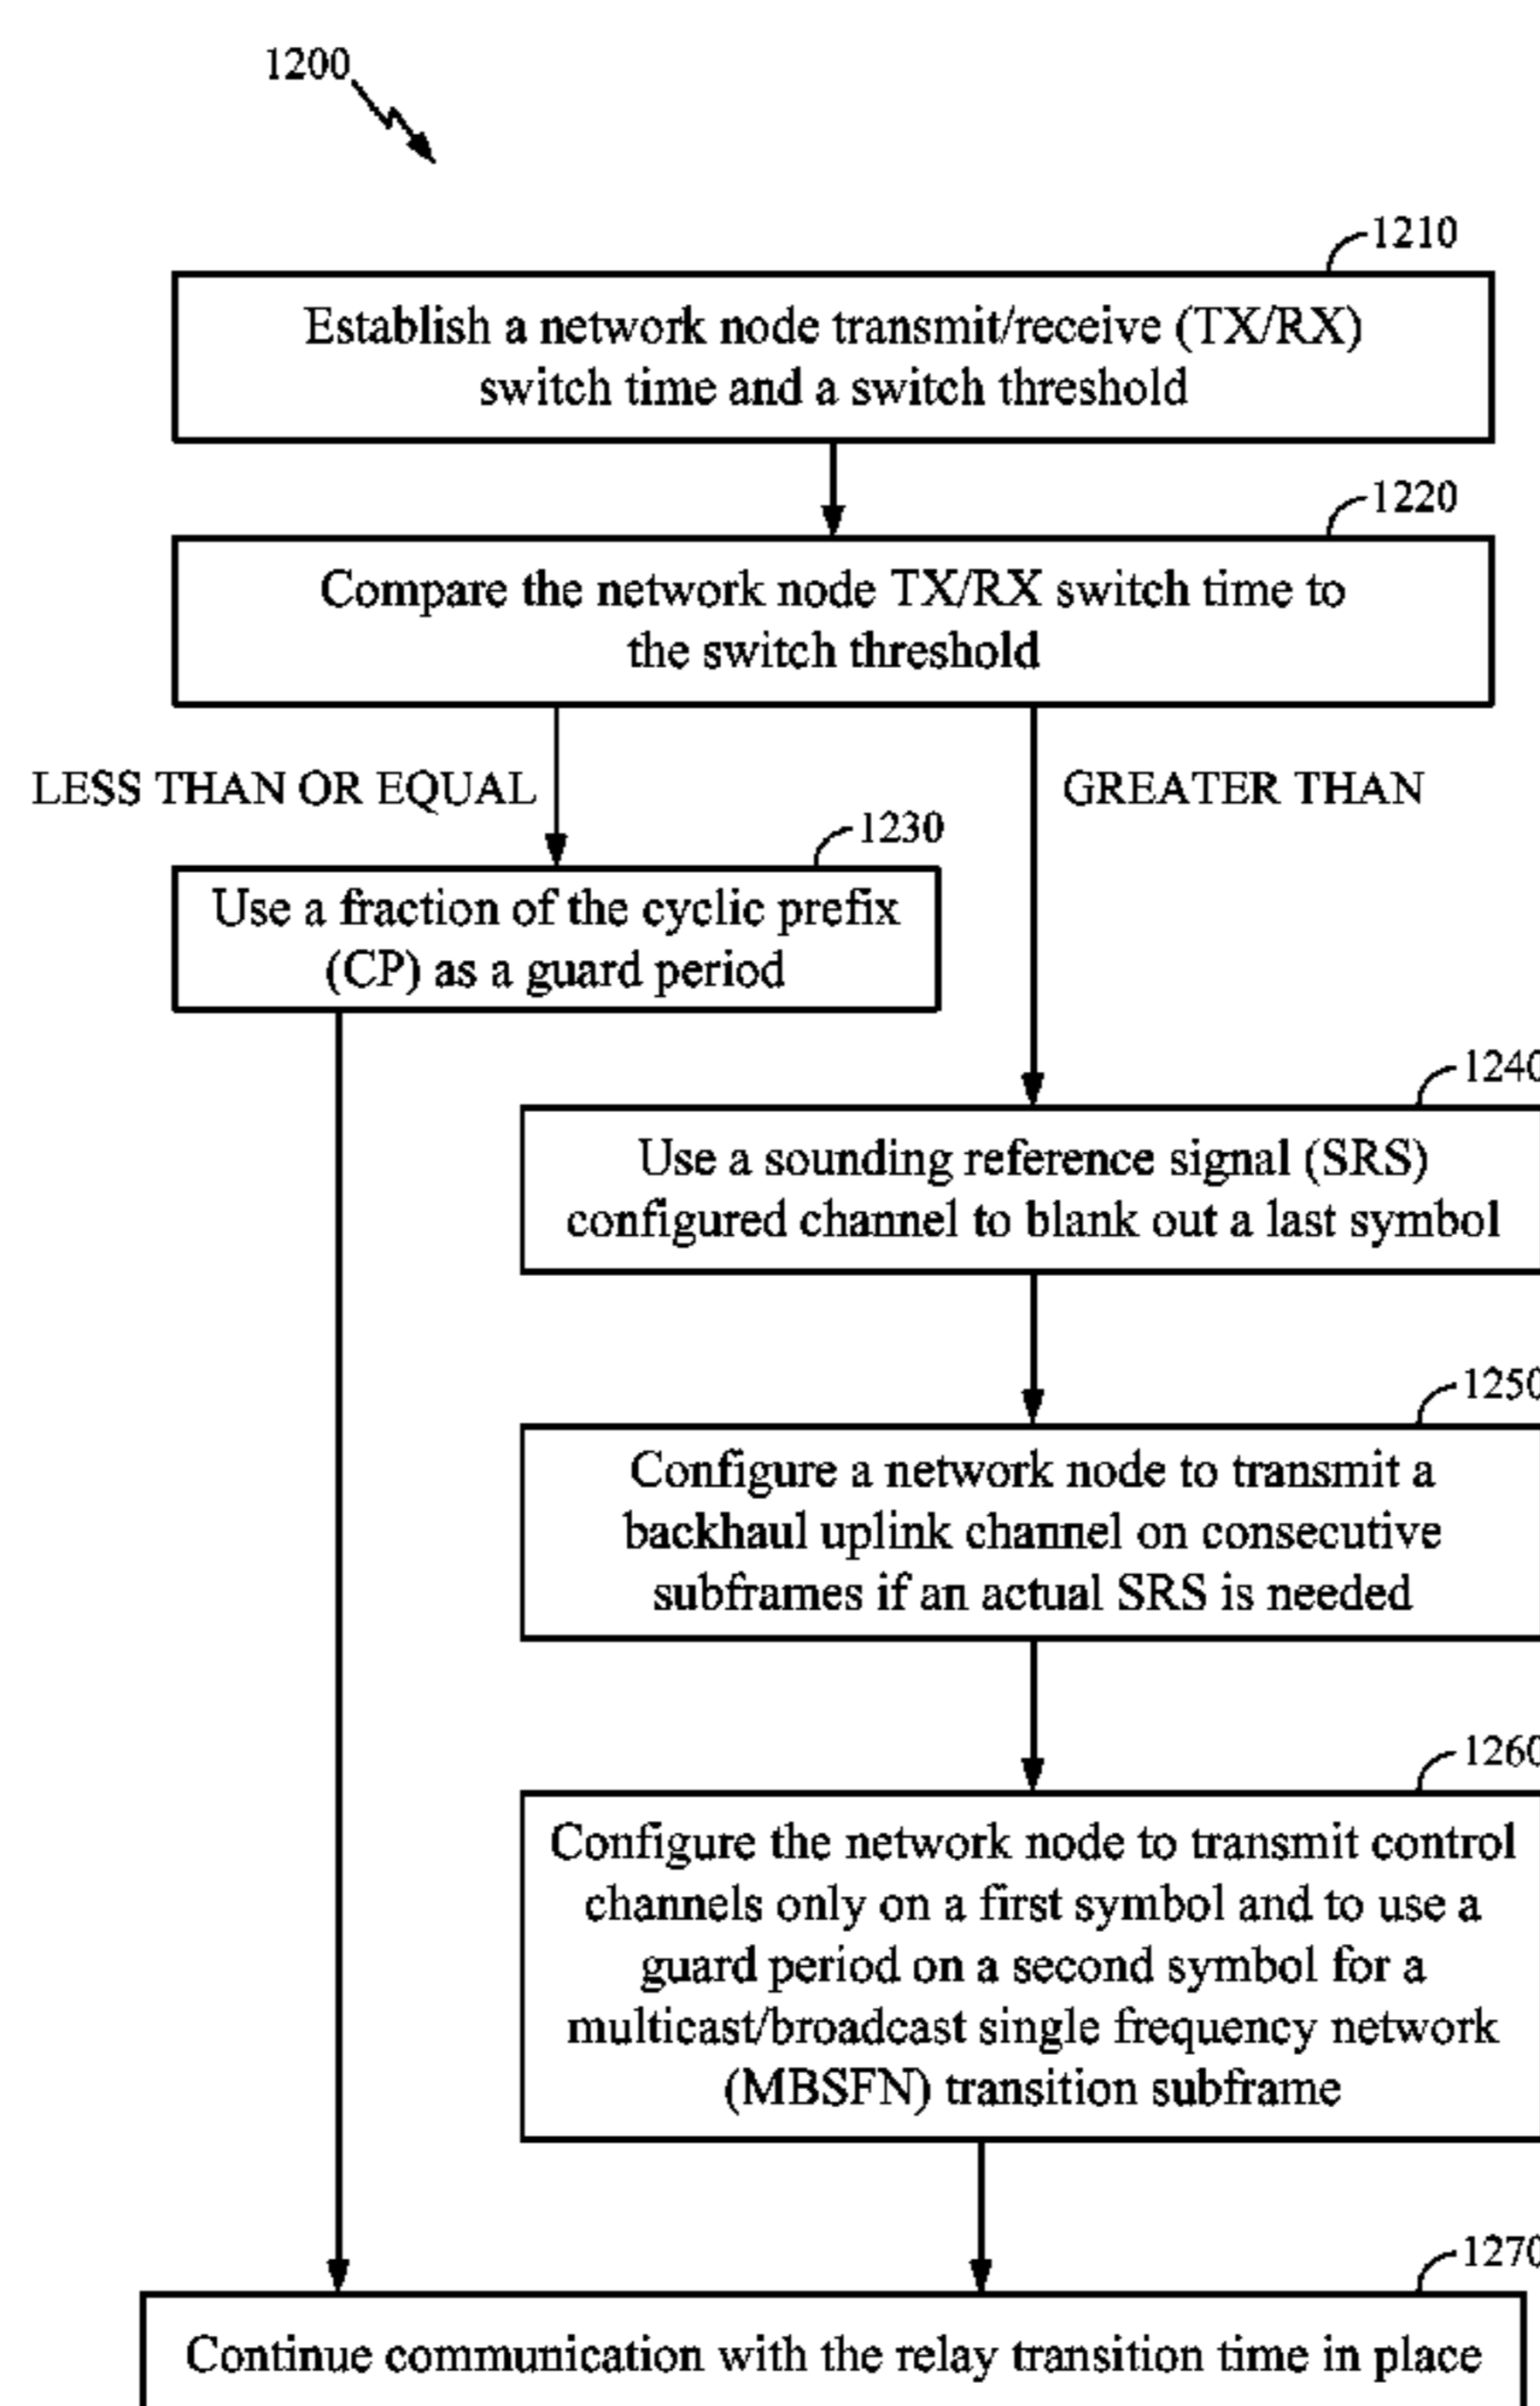 1200
1210
Establish a network node transmit/receive (TX/RX)
switch time and a switch threshold
1220
Compare the network node TX/RX switch time to
the switch threshold
LESS THAN OR EQUAL
GREATER THAN
1230
Use a fraction of the cyclic prefix
(CP) as a guard period
1240
Use a sounding reference signal (SRS)
configured channel to blank out a last symbol
1250
Configure a network node to transmit a
backhaul uplink channel on consecutive
subframes if an actual SRS is needed
1260
Configure the network node to transmit control
channels only on a first symbol and to use a
guard period on a second symbol for a
multicast/broadcast single frequency network
(MBSFN) transition subframe
1270
Continue communication with the relay transition time in place